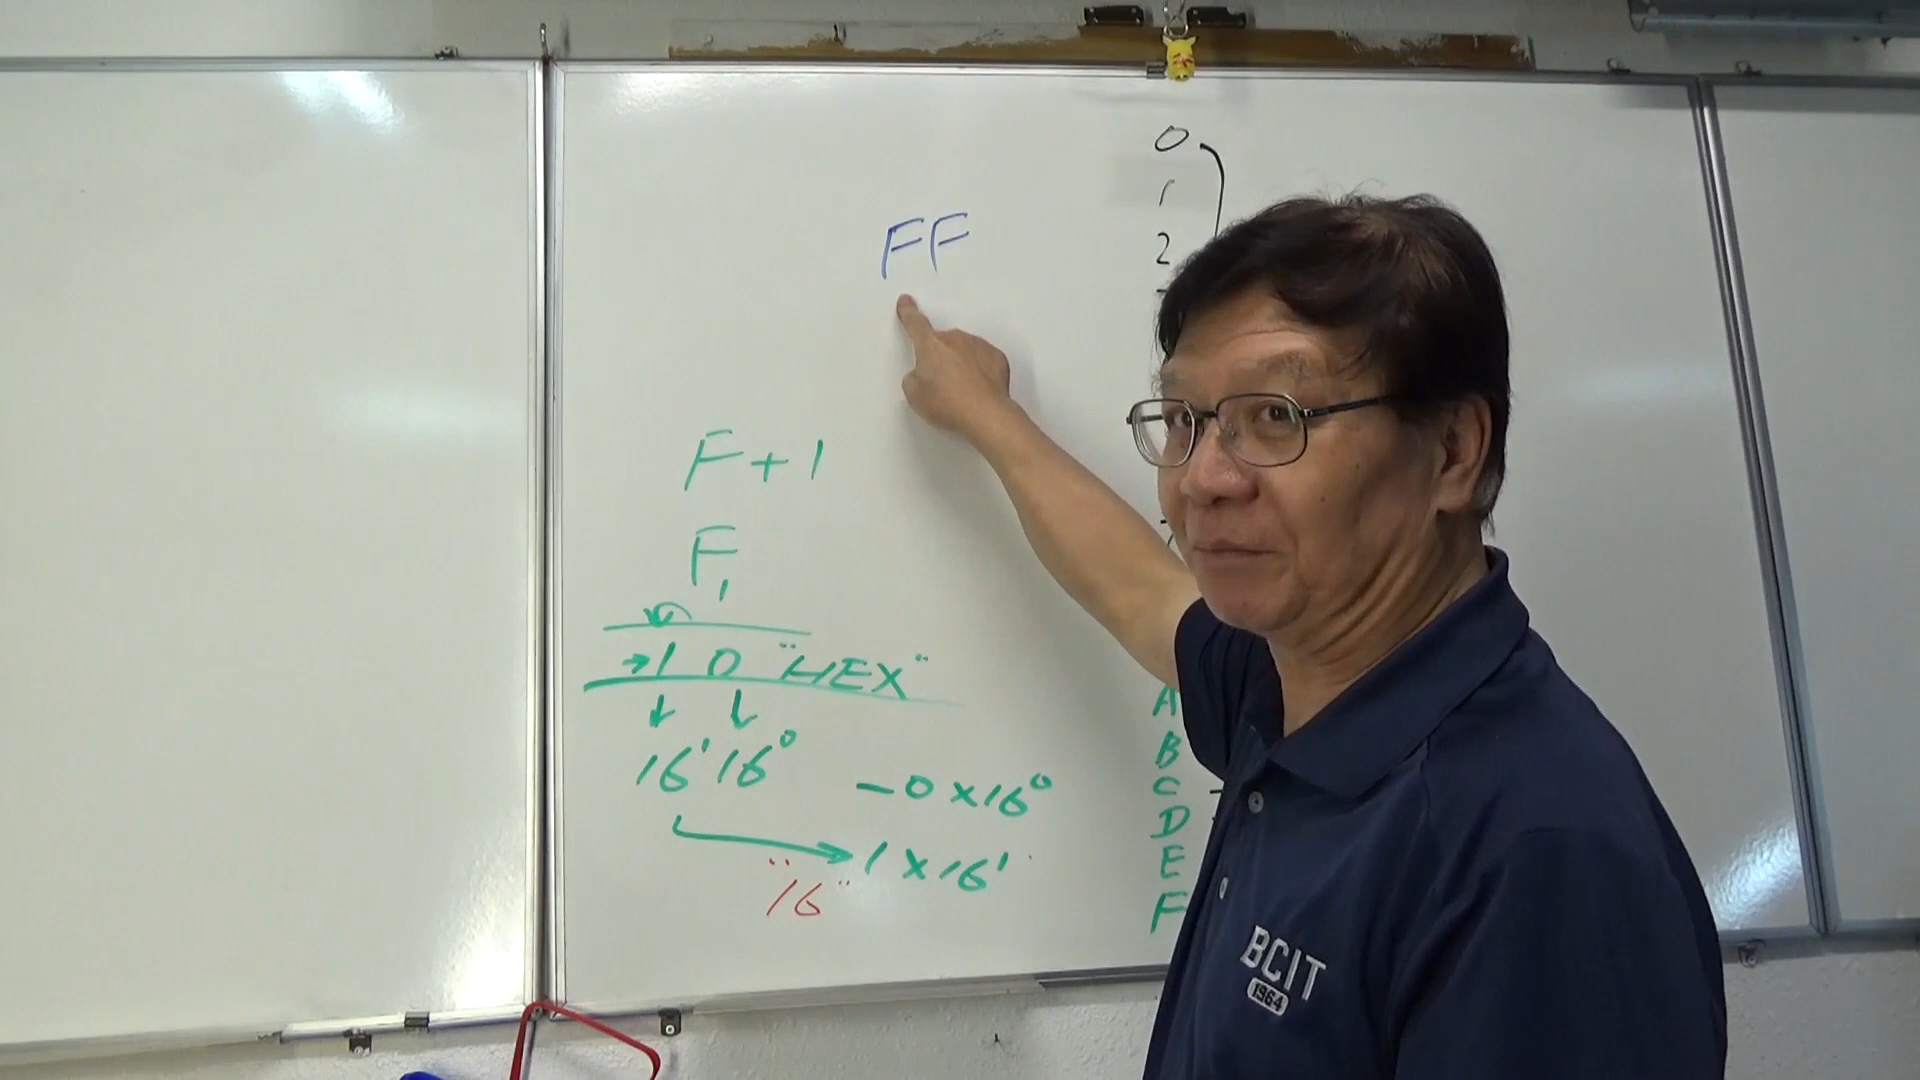 FF
F + 1
F
1
→ 1 0 "HEX"
↓ ↓
16¹ 16⁰
– 0 × 16⁰
→ 1 × 16¹
"16"
0
1
2
A
B
C
D
E
F
BCIT
1964